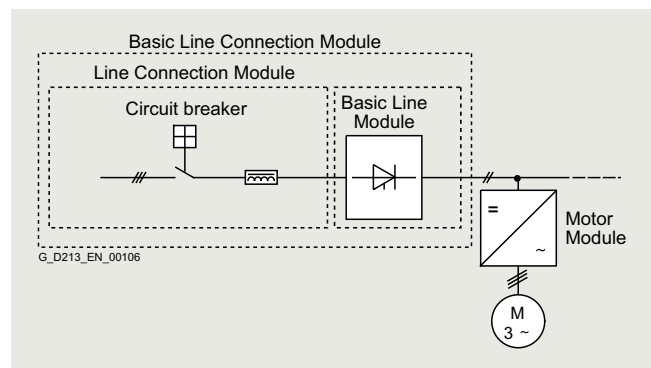 Basic Line Connection Module
Line Connection Module
Circuit breaker
Basic Line
Module
=
~
Motor
Module
G_D213_EN_00106
M
3 ~